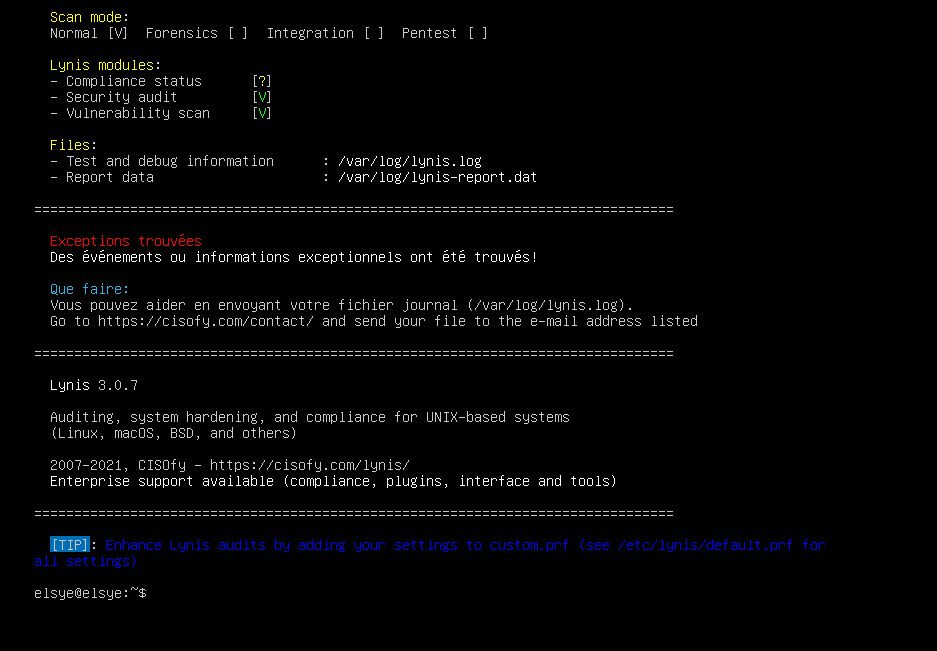 Scan mode:
Normal [V]  Forensics [ ]  Integration [ ]  Pentest [ ]
Lynis modules:
- Compliance status      [?]
- Security audit         [V]
- Vulnerability scan     [V]
Files:
- Test and debug information      : /var/log/lynis.log
- Report data                     : /var/log/lynis-report.dat
================================================================================
Exceptions trouvées
Des événements ou informations exceptionnels ont été trouvés!
Que faire:
Vous pouvez aider en envoyant votre fichier journal (/var/log/lynis.log).
Go to https://cisofy.com/contact/ and send your file to the e-mail address listed
================================================================================
Lynis 3.0.7
Auditing, system hardening, and compliance for UNIX-based systems
(Linux, macOS, BSD, and others)
2007-2021, CISOfy - https://cisofy.com/lynis/
Enterprise support available (compliance, plugins, interface and tools)
================================================================================
[TIP]: Enhance Lynis audits by adding your settings to custom.prf (see /etc/lynis/default.prf for
all settings)
elsye@elsye:~$